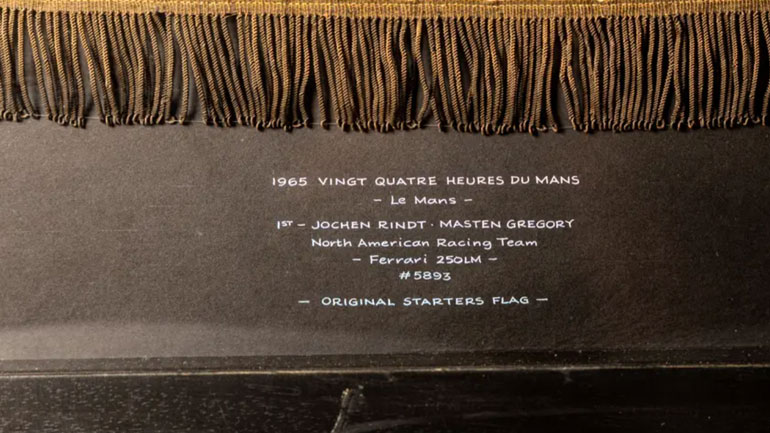 1965 VINGT QUATRE HEURES DU MANS
– Le Mans –
1ST – JOCHEN RINDT · MASTEN GREGORY
North American Racing Team
– Ferrari 250LM –
#5893
– ORIGINAL STARTERS FLAG –